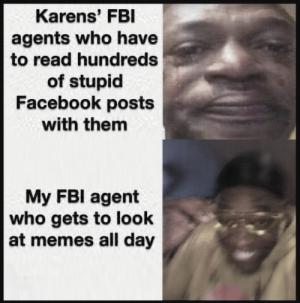 Karens’ FBI
agents who have
to read hundreds
of stupid
Facebook posts
with them
My FBI agent
who gets to look
at memes all day